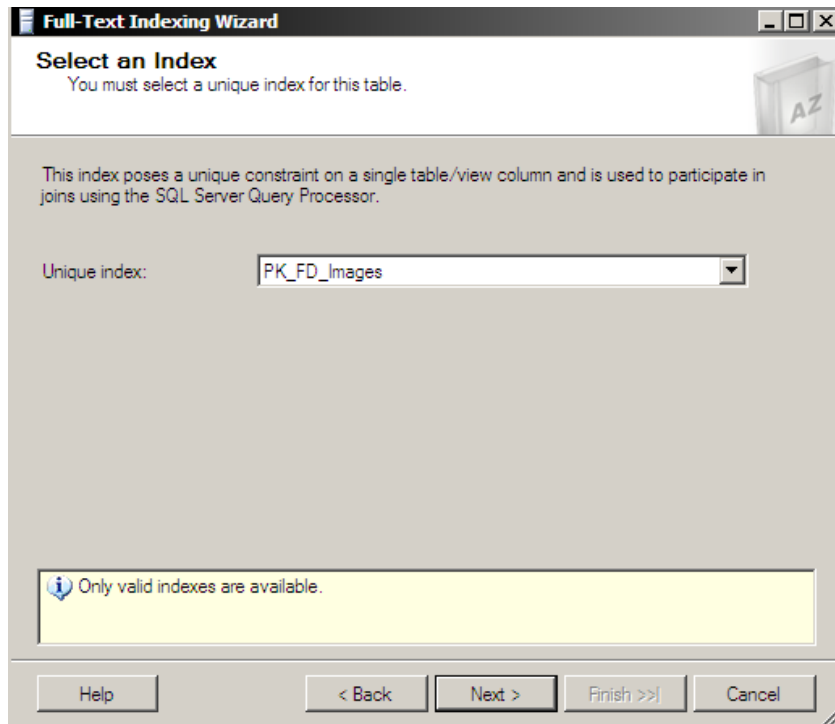 Full-Text Indexing Wizard
Select an Index
You must select a unique index for this table.
AZ
This index poses a unique constraint on a single table/view column and is used to participate in
joins using the SQL Server Query Processor.
Unique index: PK_FD_Images
Only valid indexes are available.
Help < Back Next > Finish >>| Cancel